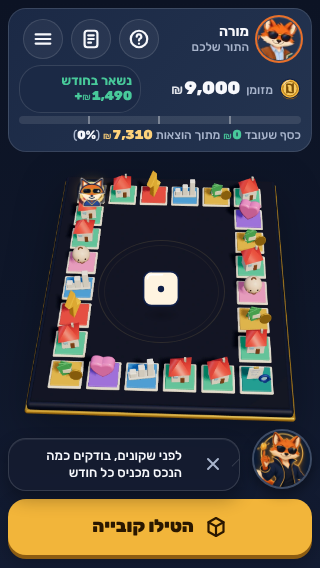 מורה
התור שלכם
מזומן 9,000₪
נשאר בחודש
+₪1,490
כסף שעובד ₪0 מתוך הוצאות ₪7,310 (0%)
לפני שקונים, בודקים כמה
הנכס מכניס כל חודש
הטילו קובייה